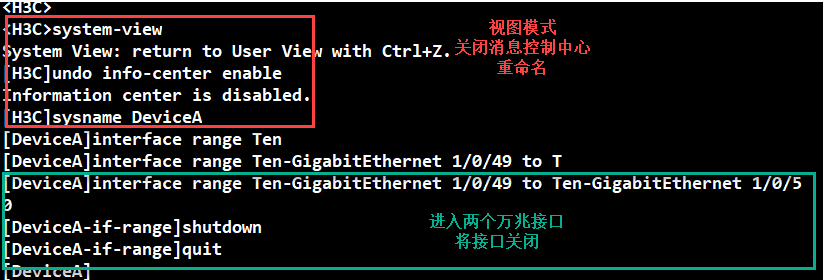 <H3C>
<H3C>system-view
System View: return to User View with Ctrl+Z.
[H3C]undo info-center enable
Information center is disabled.
[H3C]sysname DeviceA
视图模式
关闭消息控制中心
重命名
[DeviceA]interface range Ten
[DeviceA]interface range Ten-GigabitEthernet 1/0/49 to T
[DeviceA]interface range Ten-GigabitEthernet 1/0/49 to Ten-GigabitEthernet 1/0/5
0
[DeviceA-if-range]shutdown
[DeviceA-if-range]quit
[DeviceA]
进入两个万兆接口
将接口关闭